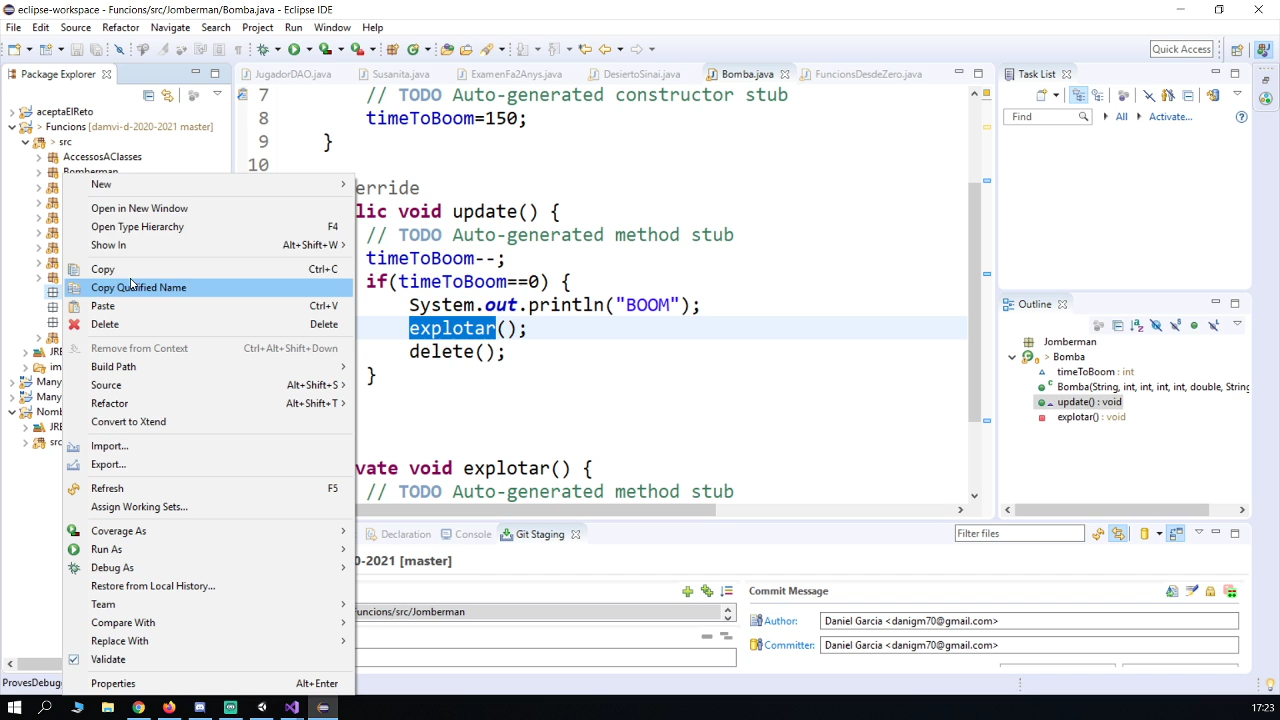 eclipse-workspace - Funcions/src/Jomberman/Bomba.java - Eclipse IDE
File Edit Source Refactor Navigate Search Project Run Window Help
Quick Access
Package Explorer
JugadorDAO.java Susanita.java ExamenFa2Anys.java DesiertoSinai.java Bomba.java FuncionsDesdeZero.java
Task List
aceptaElReto
> Funcions [damvi-d-2020-2021 master]
> src
AccessosAClasses
Bomberman
New
Open in New Window
Open Type Hierarchy F4
Show In Alt+Shift+W
Copy Ctrl+C
Copy Qualified Name
Paste Ctrl+V
Delete Delete
Remove from Context Ctrl+Alt+Shift+Down
Build Path
Source Alt+Shift+S
Refactor Alt+Shift+T
Convert to Xtend
Import...
Export...
Refresh F5
Assign Working Sets...
Coverage As
Run As
Debug As
Restore from Local History...
Team
Compare With
Replace With
Validate
Properties Alt+Enter
JRE
im
Many
Many
Nomb
JRE
src
ProvesDebug
7 // TODO Auto-generated constructor stub
8 timeToBoom=150;
9 }
10
erride
lic void update() {
// TODO Auto-generated method stub
timeToBoom--;
if(timeToBoom==0) {
System.out.println("BOOM");
explotar();
delete();
}
vate void explotar() {
// TODO Auto-generated method stub
Find All Activate...
Outline
Jomberman
> Bomba
timeToBoom : int
Bomba(String, int, int, int, int, double, String
update() : void
explotar() : void
Declaration Console Git Staging
Filter files
0-2021 [master]
Commit Message
uncions/src/Jomberman
Author: Daniel Garcia <danigm70@gmail.com>
Committer: Daniel Garcia <danigm70@gmail.com>
17:23